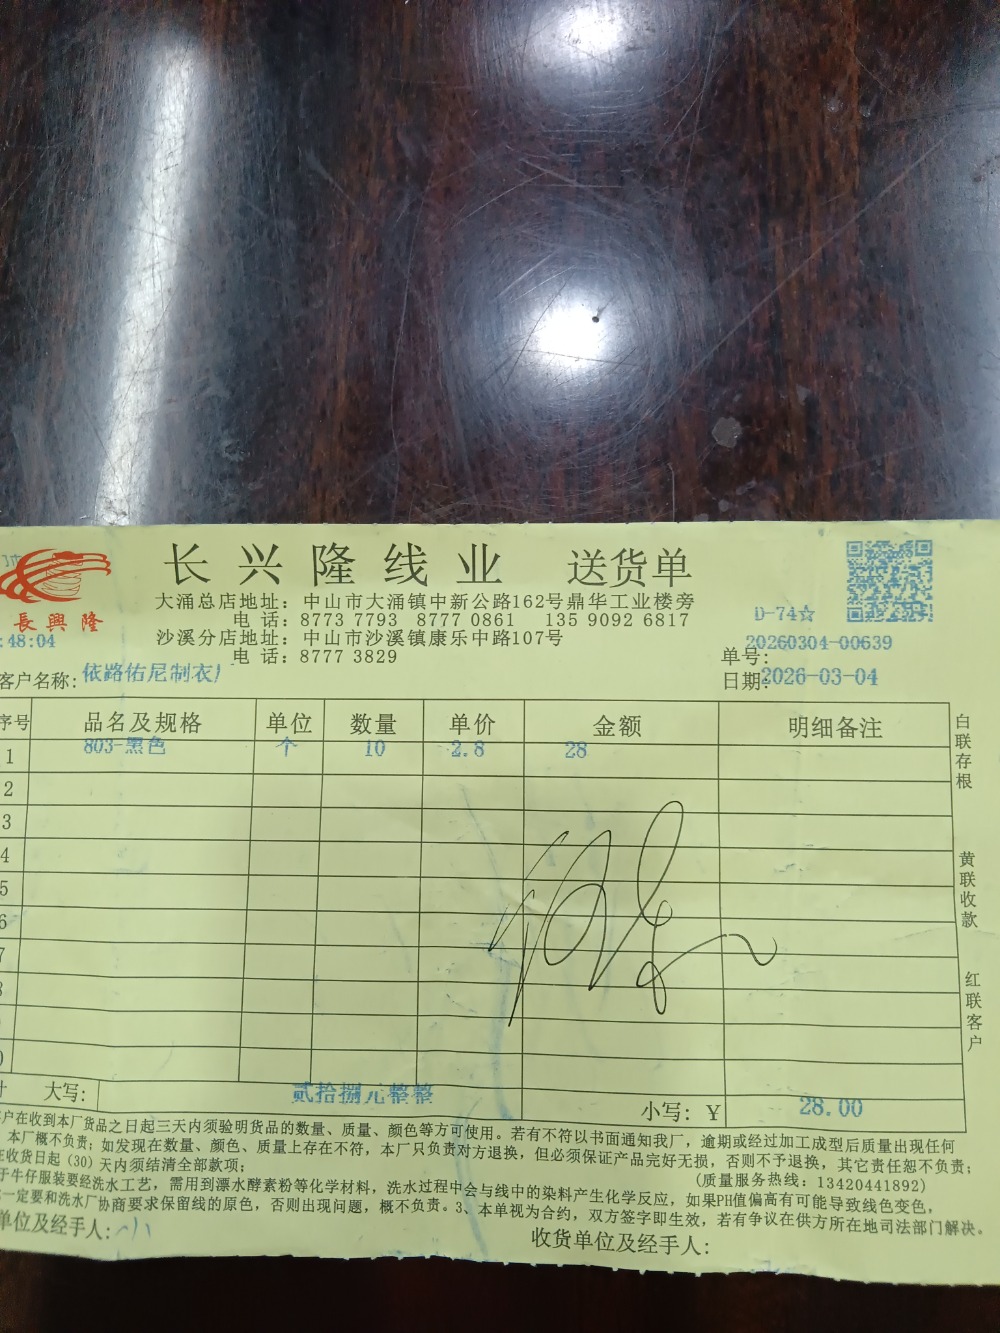 长兴隆线业 送货单
長興隆
大涌总店地址：中山市大涌镇中新公路162号鼎华工业楼旁
电 话：8773 7793 8777 0861 135 9092 6817
沙溪分店地址：中山市沙溪镇康乐中路107号
电 话：8777 3829
:48:04
D-74☆
单号：20260304-00639
日期：2026-03-04
客户名称：依路佑尼制衣厂
序号 品名及规格 单位 数量 单价 金额 明细备注
1 803-黑色 个 10 2.8 28
2
3
4
5
6
7
大写：贰拾捌元整整 小写：￥ 28.00
白联存根 黄联收款 红联客户
户在收到本厂货品之日起三天内须验明货品的数量、质量、颜色等方可使用。若有不符以书面通知我厂，逾期或经过加工成型后质量出现任何
本厂概不负责；如发现在数量、颜色、质量上存在不符，本厂只负责对方退换，但必须保证产品完好无损，否则不予退换，其它责任恕不负责；
在收货日起（30）天内须结清全部款项；
（质量服务热线：13420441892）
于牛仔服装要经洗水工艺，需用到漂水酵素粉等化学材料，洗水过程中会与线中的染料产生化学反应，如果PH值偏高有可能导致线色变色，
一定要和洗水厂协商要求保留线的原色，否则出现问题，概不负责。3、本单视为合约，双方签字即生效，若有争议在供方所在地司法部门解决。
单位及经手人： 收货单位及经手人：